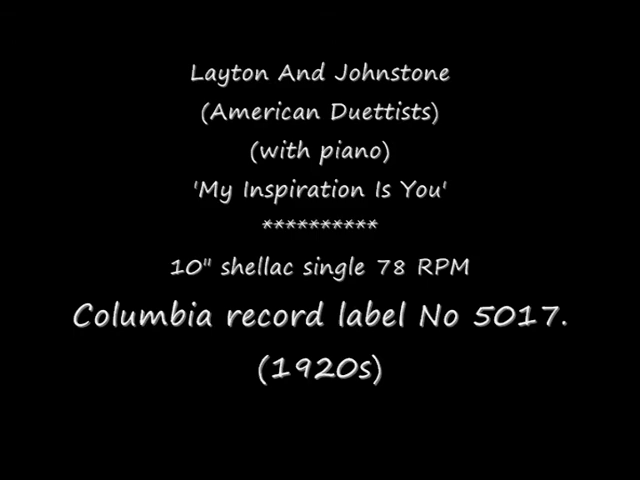 Layton And Johnstone
(American Duettists)
(with piano)
'My Inspiration Is You'
**********
10" shellac single 78 RPM
Columbia record label No 5017.
(1920s)